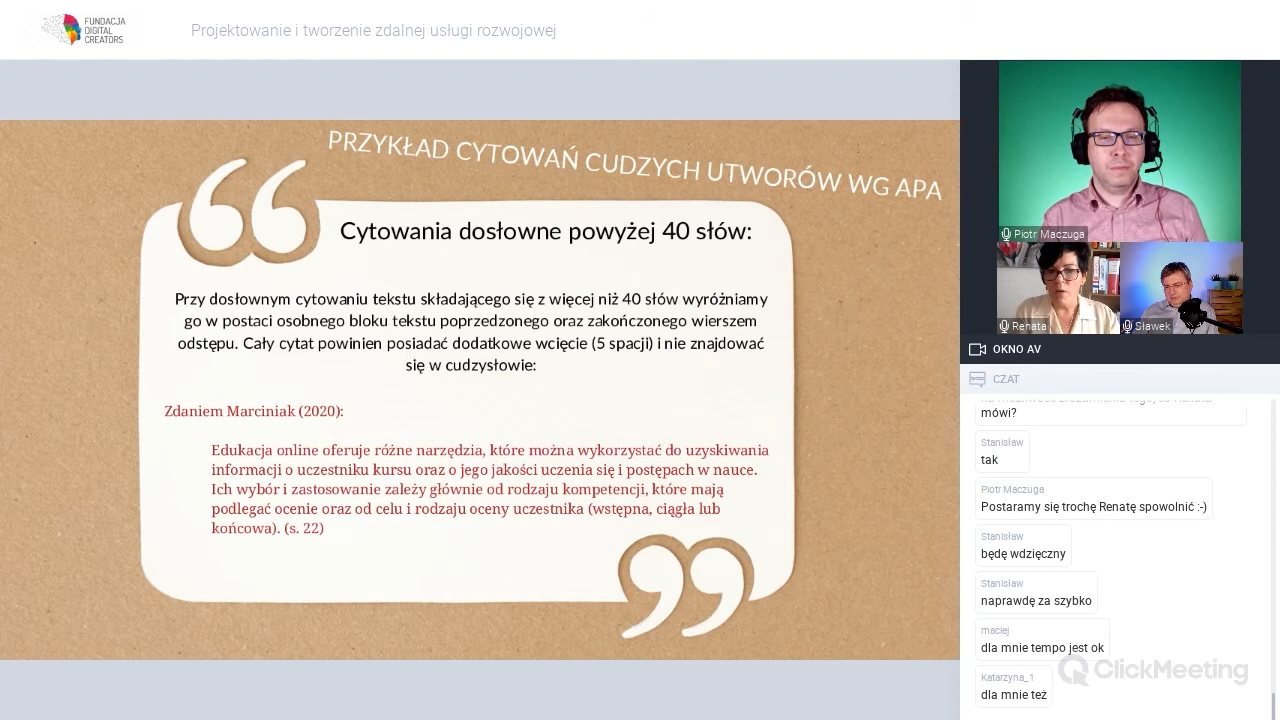 FUNDACJA
DIGITAL
CREATORS
Projektowanie i tworzenie zdalnej usługi rozwojowej
PRZYKŁAD CYTOWAŃ CUDZYCH UTWORÓW WG APA
Cytowania dosłowne powyżej 40 słów:
Przy dosłownym cytowaniu tekstu składającego się z więcej niż 40 słów wyróżniamy
go w postaci osobnego bloku tekstu poprzedzonego oraz zakończonego wierszem
odstępu. Cały cytat powinien posiadać dodatkowe wcięcie (5 spacji) i nie znajdować
się w cudzysłowie:
Zdaniem Marciniak (2020):
Edukacja online oferuje różne narzędzia, które można wykorzystać do uzyskiwania
informacji o uczestniku kursu oraz o jego jakości uczenia się i postępach w nauce.
Ich wybór i zastosowanie zależy głównie od rodzaju kompetencji, które mają
podlegać ocenie oraz od celu i rodzaju oceny uczestnika (wstępna, ciągła lub
końcowa). (s. 22)
Piotr Maczuga
Renata
Sławek
OKNO AV
CZAT
mówi?
Stanisław
tak
Piotr Maczuga
Postaramy się trochę Renatę spowolnić :-)
Stanisław
będę wdzięczny
Stanisław
naprawdę za szybko
maciej
dla mnie tempo jest ok
Katarzyna_1
dla mnie też
ClickMeeting